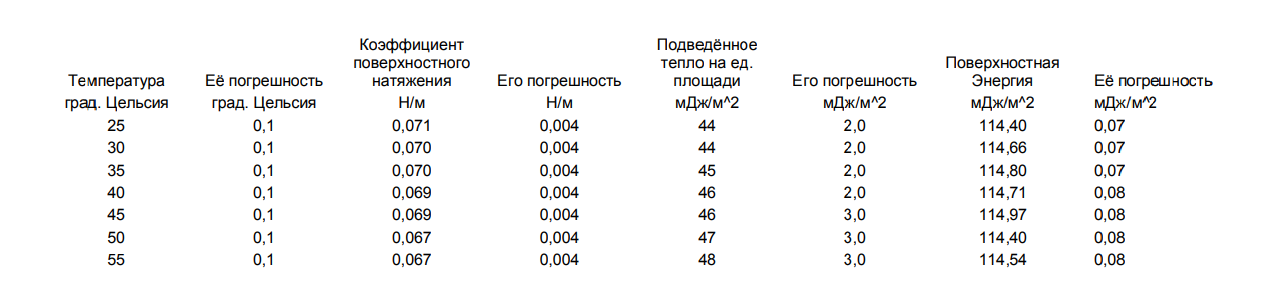 Температура град. Цельсия Её погрешность град. Цельсия Коэффициент поверхностного натяжения Н/м Его погрешность Н/м Подведённое тепло на ед. площади мДж/м^2 Его погрешность мДж/м^2 Поверхностная Энергия мДж/м^2 Её погрешность мДж/м^2
25 0,1 0,071 0,004 44 2,0 114,40 0,07
30 0,1 0,070 0,004 44 2,0 114,66 0,07
35 0,1 0,070 0,004 45 2,0 114,80 0,07
40 0,1 0,069 0,004 46 2,0 114,71 0,08
45 0,1 0,069 0,004 46 3,0 114,97 0,08
50 0,1 0,067 0,004 47 3,0 114,40 0,08
55 0,1 0,067 0,004 48 3,0 114,54 0,08